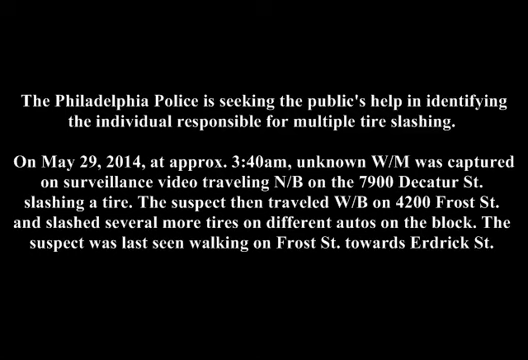 The Philadelphia Police is seeking the public's help in identifying
the individual responsible for multiple tire slashing.
On May 29, 2014, at approx. 3:40am, unknown W/M was captured
on surveillance video traveling N/B on the 7900 Decatur St.
slashing a tire. The suspect then traveled W/B on 4200 Frost St.
and slashed several more tires on different autos on the block. The
suspect was last seen walking on Frost St. towards Erdrick St.